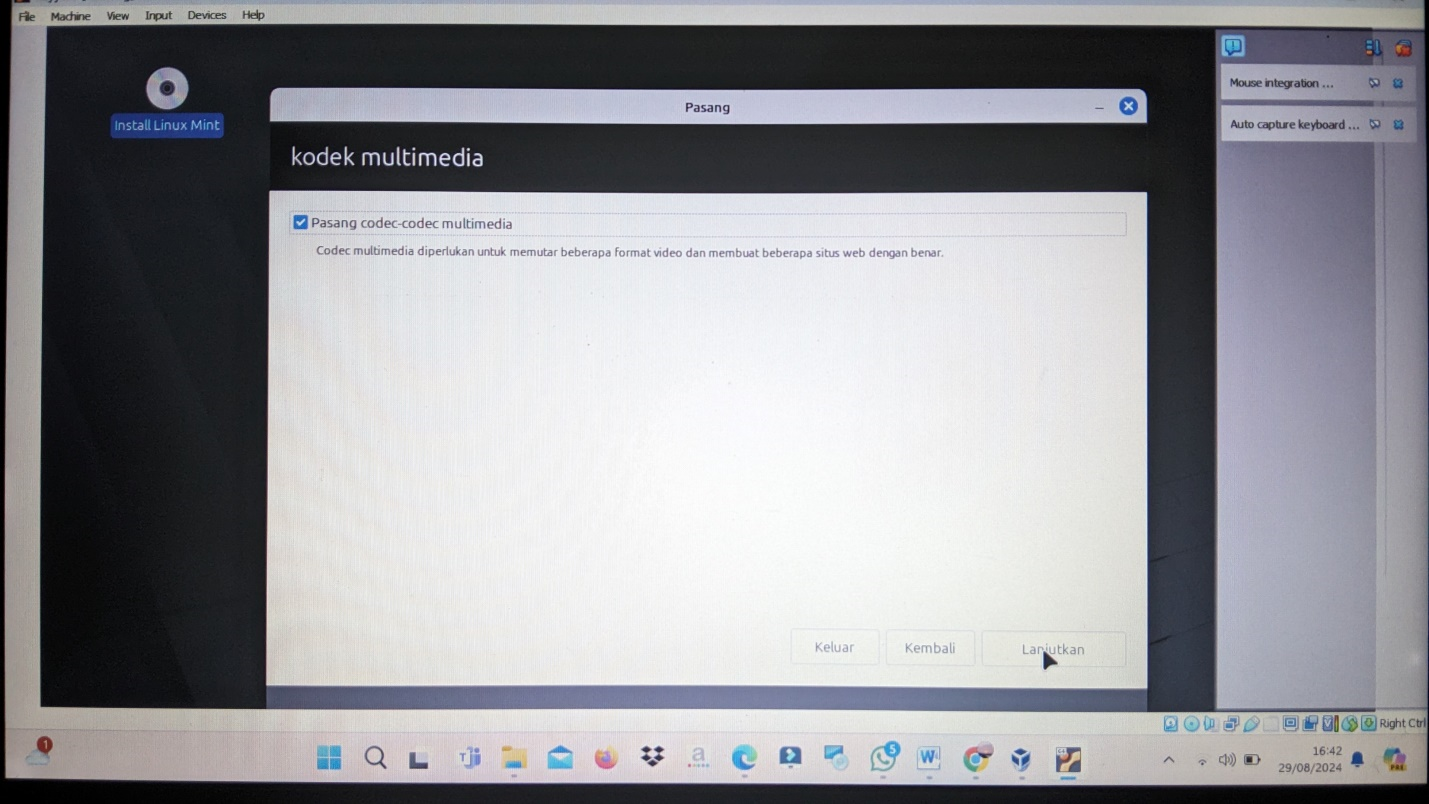 File Machine View Input Devices Help
Install Linux Mint
Pasang
kodek multimedia
Pasang codec-codec multimedia
Codec multimedia diperlukan untuk memutar beberapa format video dan membuat beberapa situs web dengan benar.
Keluar Kembali Lanjutkan
Mouse integration ...
Auto capture keyboard ...
Right Ctrl
1
5
16:42
29/08/2024
PRE